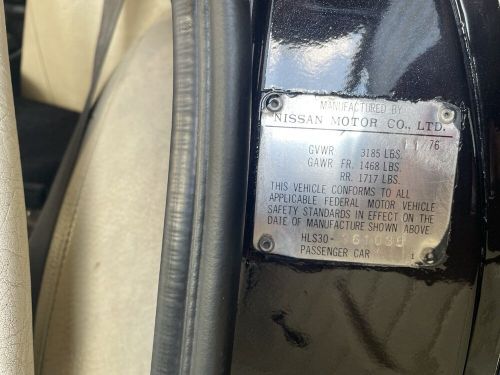 MANUFACTURED BY
NISSAN MOTOR CO., LTD.
11/76
GVWR 3185 LBS.
GAWR FR. 1468 LBS.
RR. 1717 LBS.
THIS VEHICLE CONFORMS TO ALL
APPLICABLE FEDERAL MOTOR VEHICLE
SAFETY STANDARDS IN EFFECT ON THE
DATE OF MANUFACTURE SHOWN ABOVE
HLS30-
PASSENGER CAR 1